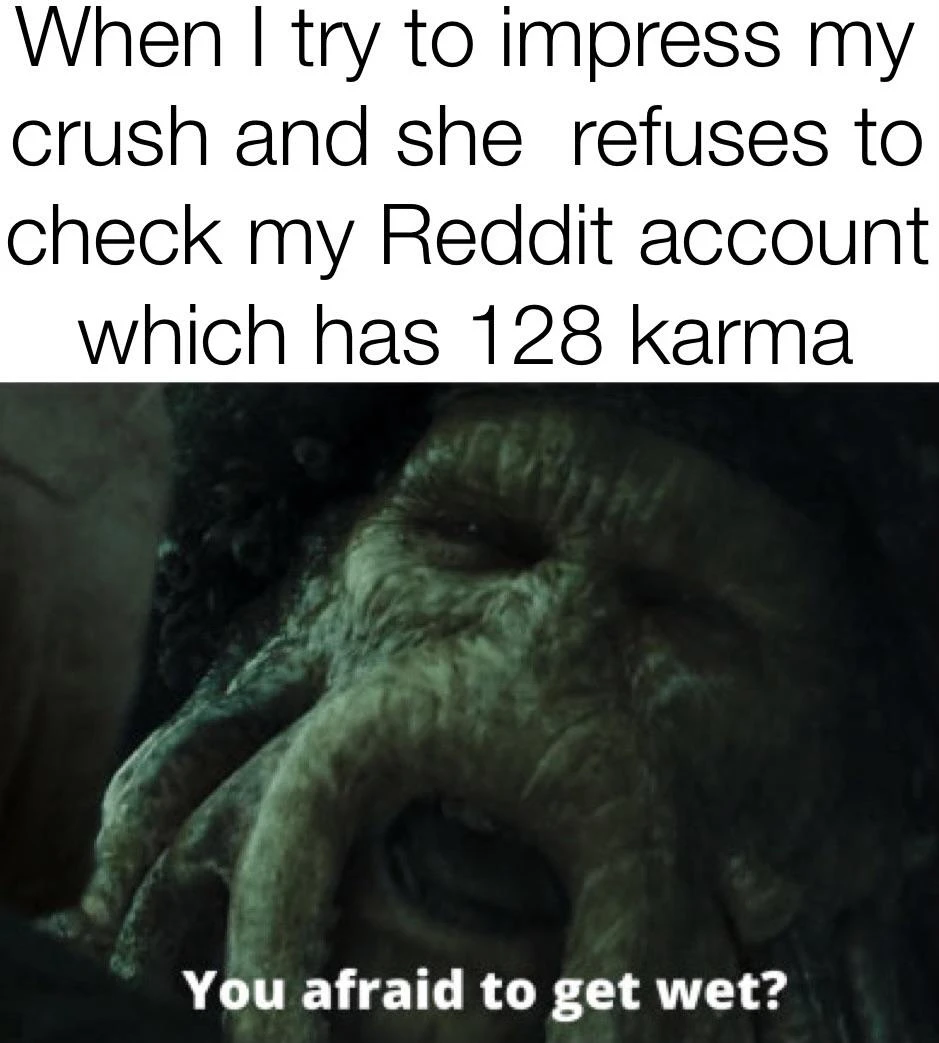 When I try to impress my
crush and she  refuses to
check my Reddit account
which has 128 karma
You afraid to get wet?